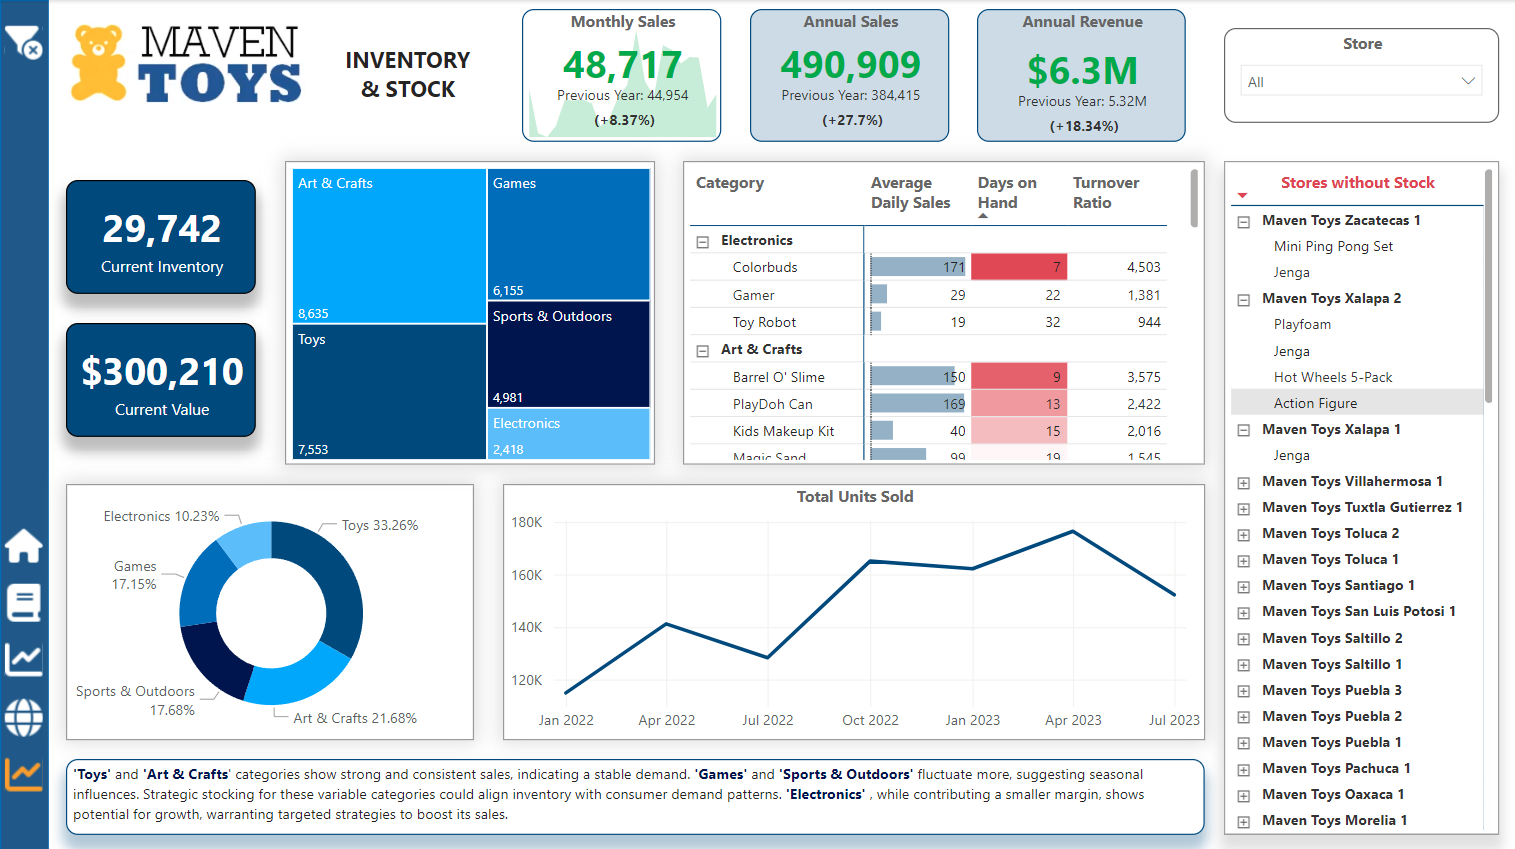 MAVEN
TOYS
INVENTORY
& STOCK
Monthly Sales
48,717
Previous Year: 44,954
(+8.37%)
Annual Sales
490,909
Previous Year: 384,415
(+27.7%)
Annual Revenue
$6.3M
Previous Year: 5.32M
(+18.34%)
Store
All
29,742
Current Inventory
$300,210
Current Value
Art & Crafts
8,635
Toys
7,553
Games
6,155
Sports & Outdoors
4,981
Electronics
2,418
Category Average Daily Sales Days on Hand Turnover Ratio
Electronics
Colorbuds 171 7 4,503
Gamer 29 22 1,381
Toy Robot 19 32 944
Art & Crafts
Barrel O' Slime 150 9 3,575
PlayDoh Can 169 13 2,422
Kids Makeup Kit 40 15 2,016
Magic Sand 99 19 1,545
Stores without Stock
Maven Toys Zacatecas 1
Mini Ping Pong Set
Jenga
Maven Toys Xalapa 2
Playfoam
Jenga
Hot Wheels 5-Pack
Action Figure
Maven Toys Xalapa 1
Jenga
Maven Toys Villahermosa 1
Maven Toys Tuxtla Gutierrez 1
Maven Toys Toluca 2
Maven Toys Toluca 1
Maven Toys Santiago 1
Maven Toys San Luis Potosi 1
Maven Toys Saltillo 2
Maven Toys Saltillo 1
Maven Toys Puebla 3
Maven Toys Puebla 2
Maven Toys Puebla 1
Maven Toys Pachuca 1
Maven Toys Oaxaca 1
Maven Toys Morelia 1
Electronics 10.23%
Toys 33.26%
Games
17.15%
Sports & Outdoors
17.68%
Art & Crafts 21.68%
Total Units Sold
180K
160K
140K
120K
Jan 2022 Apr 2022 Jul 2022 Oct 2022 Jan 2023 Apr 2023 Jul 2023
'Toys' and 'Art & Crafts' categories show strong and consistent sales, indicating a stable demand. 'Games' and 'Sports & Outdoors' fluctuate more, suggesting seasonal
influences. Strategic stocking for these variable categories could align inventory with consumer demand patterns. 'Electronics' , while contributing a smaller margin, shows
potential for growth, warranting targeted strategies to boost its sales.